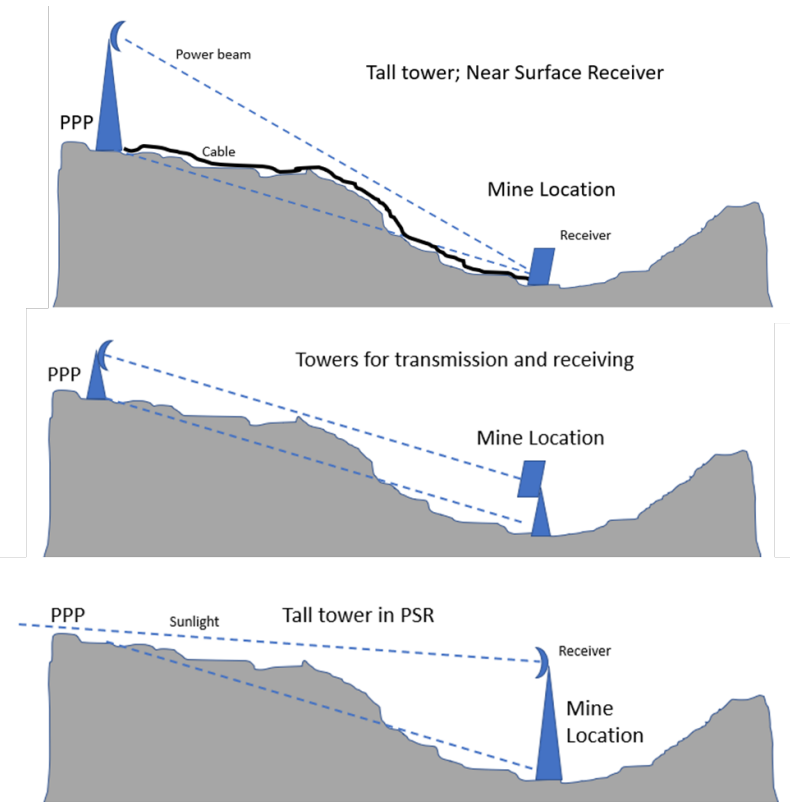 Power beam
Tall tower; Near Surface Receiver
PPP
Cable
Mine Location
Receiver
Towers for transmission and receiving
PPP
Mine Location
PPP
Sunlight
Tall tower in PSR
Receiver
Mine
Location